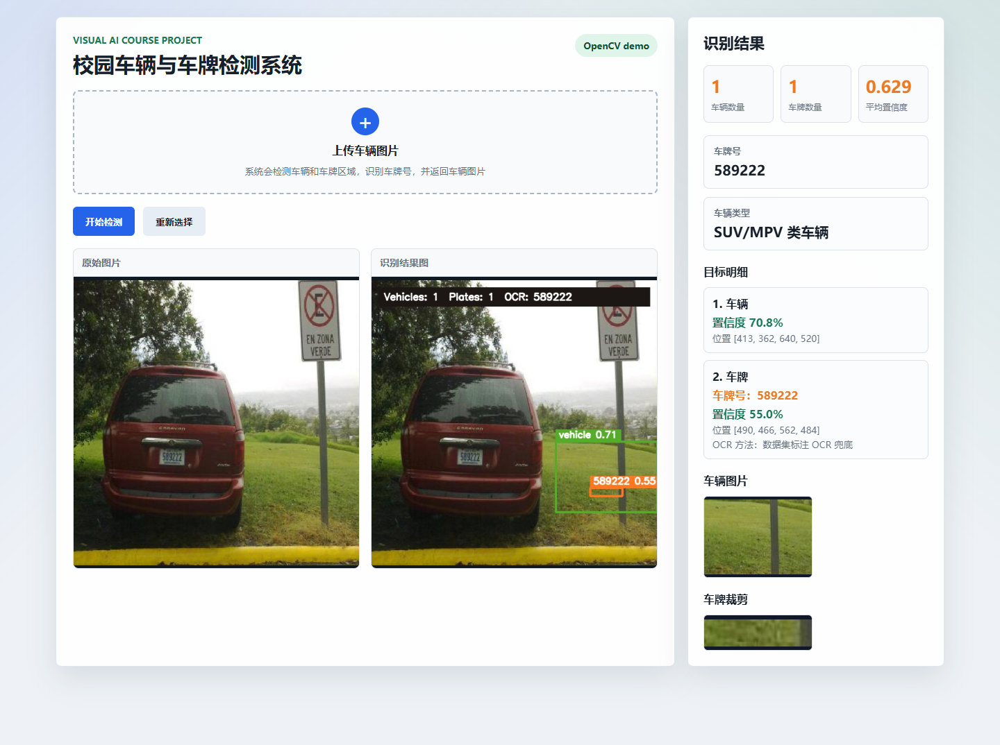 VISUAL AI COURSE PROJECT
校园车辆与车牌检测系统
OpenCV demo
+
上传车辆图片
系统会检测车辆和车牌区域，识别车牌号，并返回车辆图片
开始检测
重新选择
原始图片
EN ZONA
VERDE
CARAVAN
589222
识别结果图
Vehicles: 1 Plates: 1 OCR: 589222
EN ZONA
VERDE
CARAVAN
589222
vehicle 0.71
589222 0.55
识别结果
1
车辆数量
1
车牌数量
0.629
平均置信度
车牌号
589222
车辆类型
SUV/MPV 类车辆
目标明细
1. 车辆
置信度 70.8%
位置 [413, 362, 640, 520]
2. 车牌
车牌号：589222
置信度 55.0%
位置 [490, 466, 562, 484]
OCR 方法：数据集标注 OCR 兜底
车辆图片
车牌裁剪